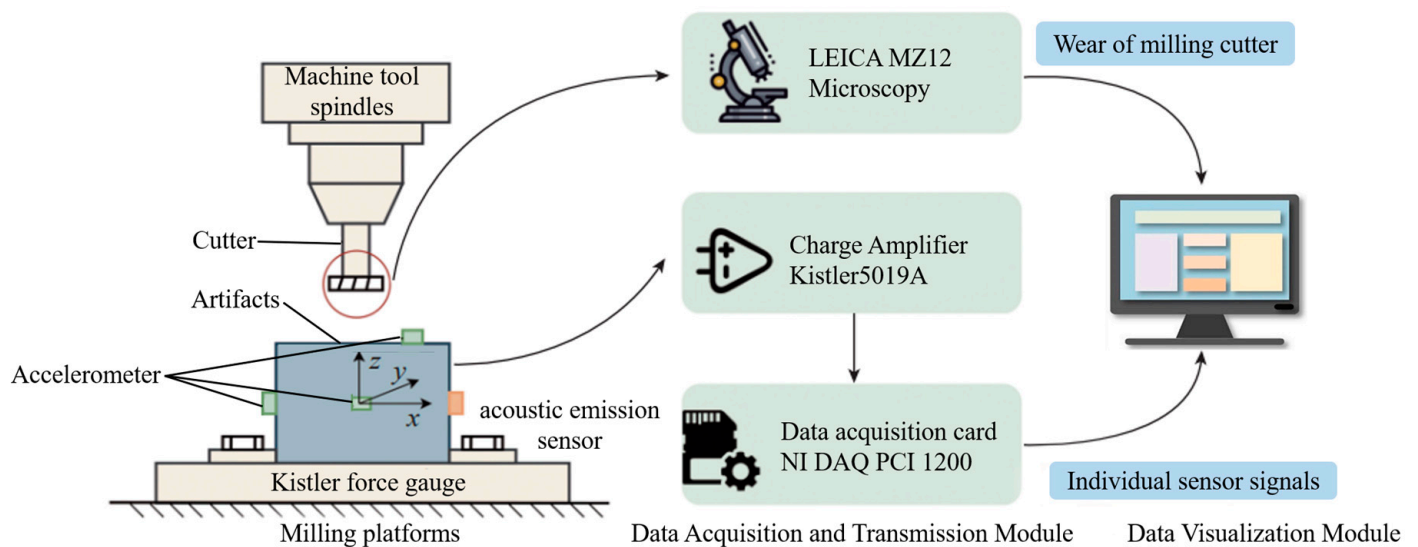 Machine tool
spindles
Cutter
Artifacts
Accelerometer
z
y
x
acoustic emission
sensor
Kistler force gauge
Milling platforms
LEICA MZ12
Microscopy
Charge Amplifier
Kistler5019A
Data acquisition card
NI DAQ PCI 1200
Data Acquisition and Transmission Module
Wear of milling cutter
Individual sensor signals
Data Visualization Module